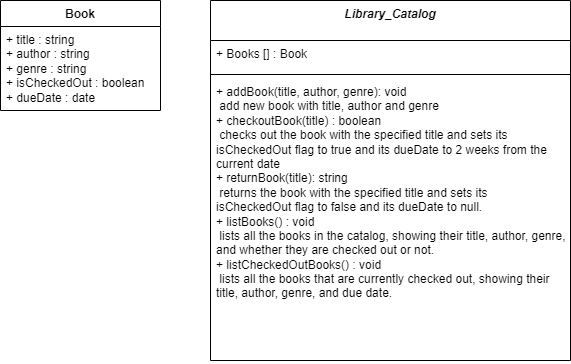 Book
+ title : string
+ author : string
+ genre : string
+ isCheckedOut : boolean
+ dueDate : date
Library_Catalog
+ Books [] : Book
+ addBook(title, author, genre): void
add new book with title, author and genre
+ checkoutBook(title) : boolean
checks out the book with the specified title and sets its
isCheckedOut flag to true and its dueDate to 2 weeks from the
current date
+ returnBook(title): string
returns the book with the specified title and sets its
isCheckedOut flag to false and its dueDate to null.
+ listBooks() : void
lists all the books in the catalog, showing their title, author, genre,
and whether they are checked out or not.
+ listCheckedOutBooks() : void
lists all the books that are currently checked out, showing their
title, author, genre, and due date.